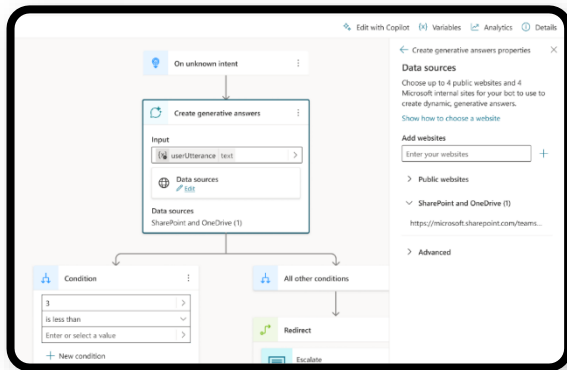 Edit with Copilot (x) Variables Analytics Details
On unknown intent
Create generative answers
Input
{x} userUtterance text
Data sources
Edit
Data sources
SharePoint and OneDrive (1)
Condition
3
is less than
Enter or select a value
+ New condition
All other conditions
Redirect
Escalate
Create generative answers properties
Data sources
Choose up to 4 public websites and 4
Microsoft internal sites for your bot to use to
create dynamic, generative answers.
Show how to choose a website
Add websites
Enter your websites
Public websites
SharePoint and OneDrive (1)
https://microsoft.sharepoint.com/teams...
Advanced